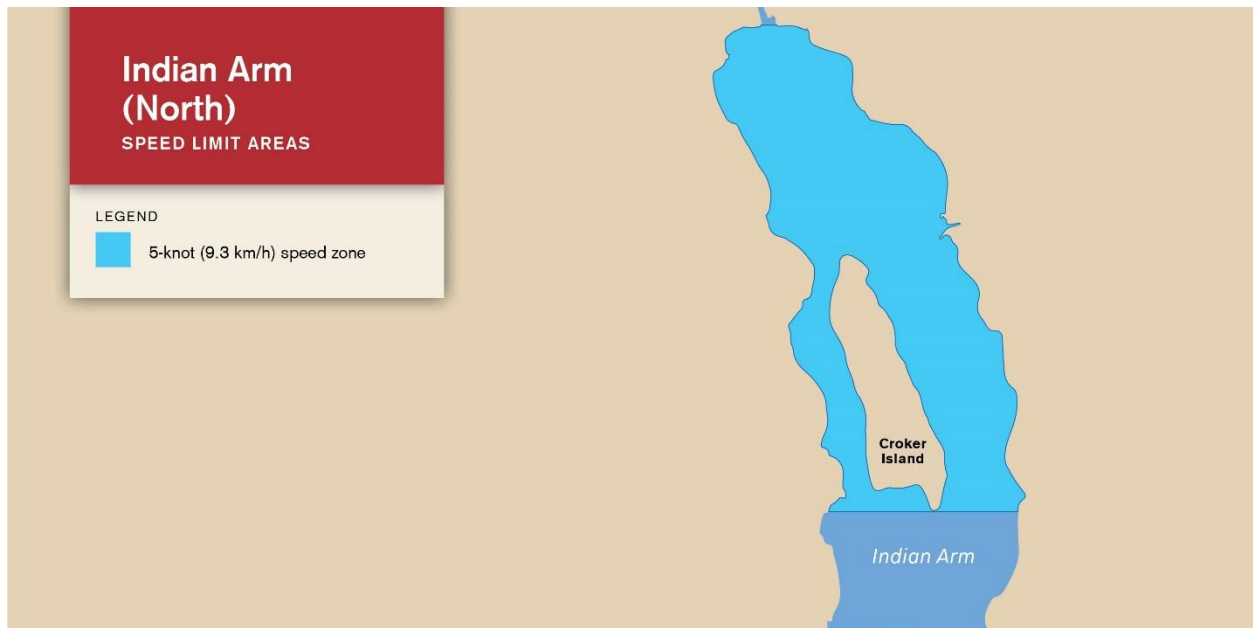 Indian Arm
(North)
SPEED LIMIT AREAS
LEGEND
5-knot (9.3 km/h) speed zone
Croker
Island
Indian Arm